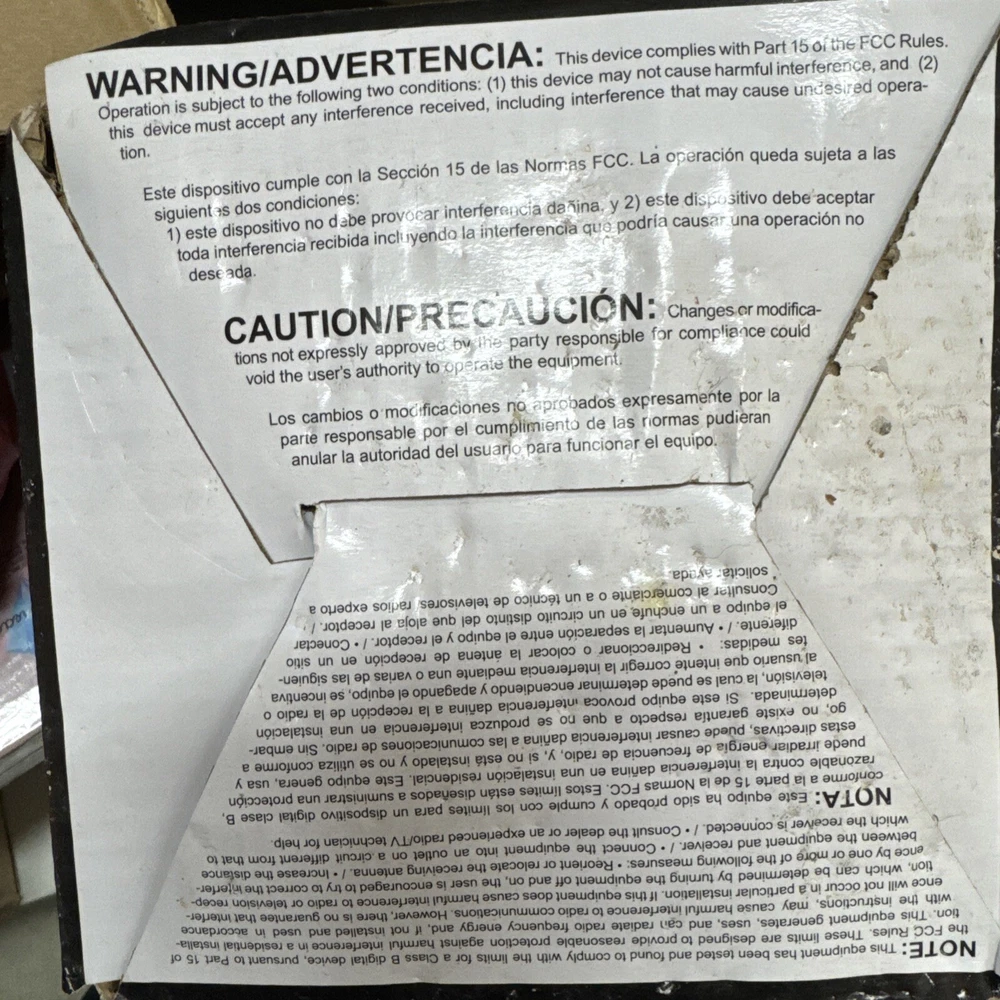 WARNING/ADVERTENCIA: This device complies with Part 15 of the FCC Rules.
Operation is subject to the following two conditions: (1) this device may not cause harmful interference, and (2)
this device must accept any interference received, including interference that may cause undesired opera-
tion.
Este dispositivo cumple con la Sección 15 de las Normas FCC. La operación queda sujeta a las
siguientes dos condiciones:
1) este dispositivo no debe provocar interferencia dañina, y 2) este dispositivo debe aceptar
toda interferencia recibida incluyendo la interferencia que podría causar una operación no
deseada.
CAUTION/PRECAUCIÓN: Changes or modifica-
tions not expressly approved by the party responsible for compliance could
void the user's authority to operate the equipment.
Los cambios o modificaciones no aprobados expresamente por la
parte responsable por el cumplimiento de las normas pudieran
anular la autoridad del usuario para funcionar el equipo.
NOTE: This equipment has been tested and found to comply with the limits for a Class B digital device, pursuant to Part 15 of
the FCC Rules. These limits are designed to provide reasonable protection against harmful interference in a residential installa-
tion. This equipment generates, uses, and can radiate radio frequency energy and, if not installed and used in accordance
with the instructions, may cause harmful interference to radio communications. However, there is no guarantee that interfer-
ence will not occur in a particular installation. If this equipment does cause harmful interference to radio or television recep-
tion, which can be determined by turning the equipment off and on, the user is encouraged to try to correct the interfer-
ence by one or more of the following measures: • Reorient or relocate the receiving antenna. / • Increase the distance
between the equipment and receiver. / • Connect the equipment into an outlet on a circuit different from that to
which the receiver is connected. / • Consult the dealer or an experienced radio/TV technician for help.
NOTA: Este equipo ha sido probado y cumple con los límites para un dispositivo digital clase B,
conforme a la parte 15 de la Normas FCC. Estos límites están diseñados a suministrar una protección
razonable contra la interferencia dañina en una instalación residencial. Este equipo genera, usa y
puede irradiar energía de frecuencia de radio, y, si no está instalado y no se utiliza conforme a
estas directivas, puede causar interferencia dañina a las comunicaciones de radio. Sin embar-
go, no existe garantía respecto a que no se produzca interferencia en una instalación
determinada. Si este equipo provoca interferencia dañina a la recepción de la radio o
televisión, la cual se puede determinar encendiendo y apagando el equipo, se incentiva
al usuario que intente corregir la interferencia mediante una o varias de las siguien-
tes medidas: • Redireccionar o colocar la antena de recepción en un sitio
diferente. / • Aumentar la separación entre el equipo y el receptor. / • Conectar
el equipo a un enchufe en un circuito distinto del que aloja al receptor. / •
Consultar al comerciante o a un técnico de televisores/ radios experto a
solicitar ayuda.